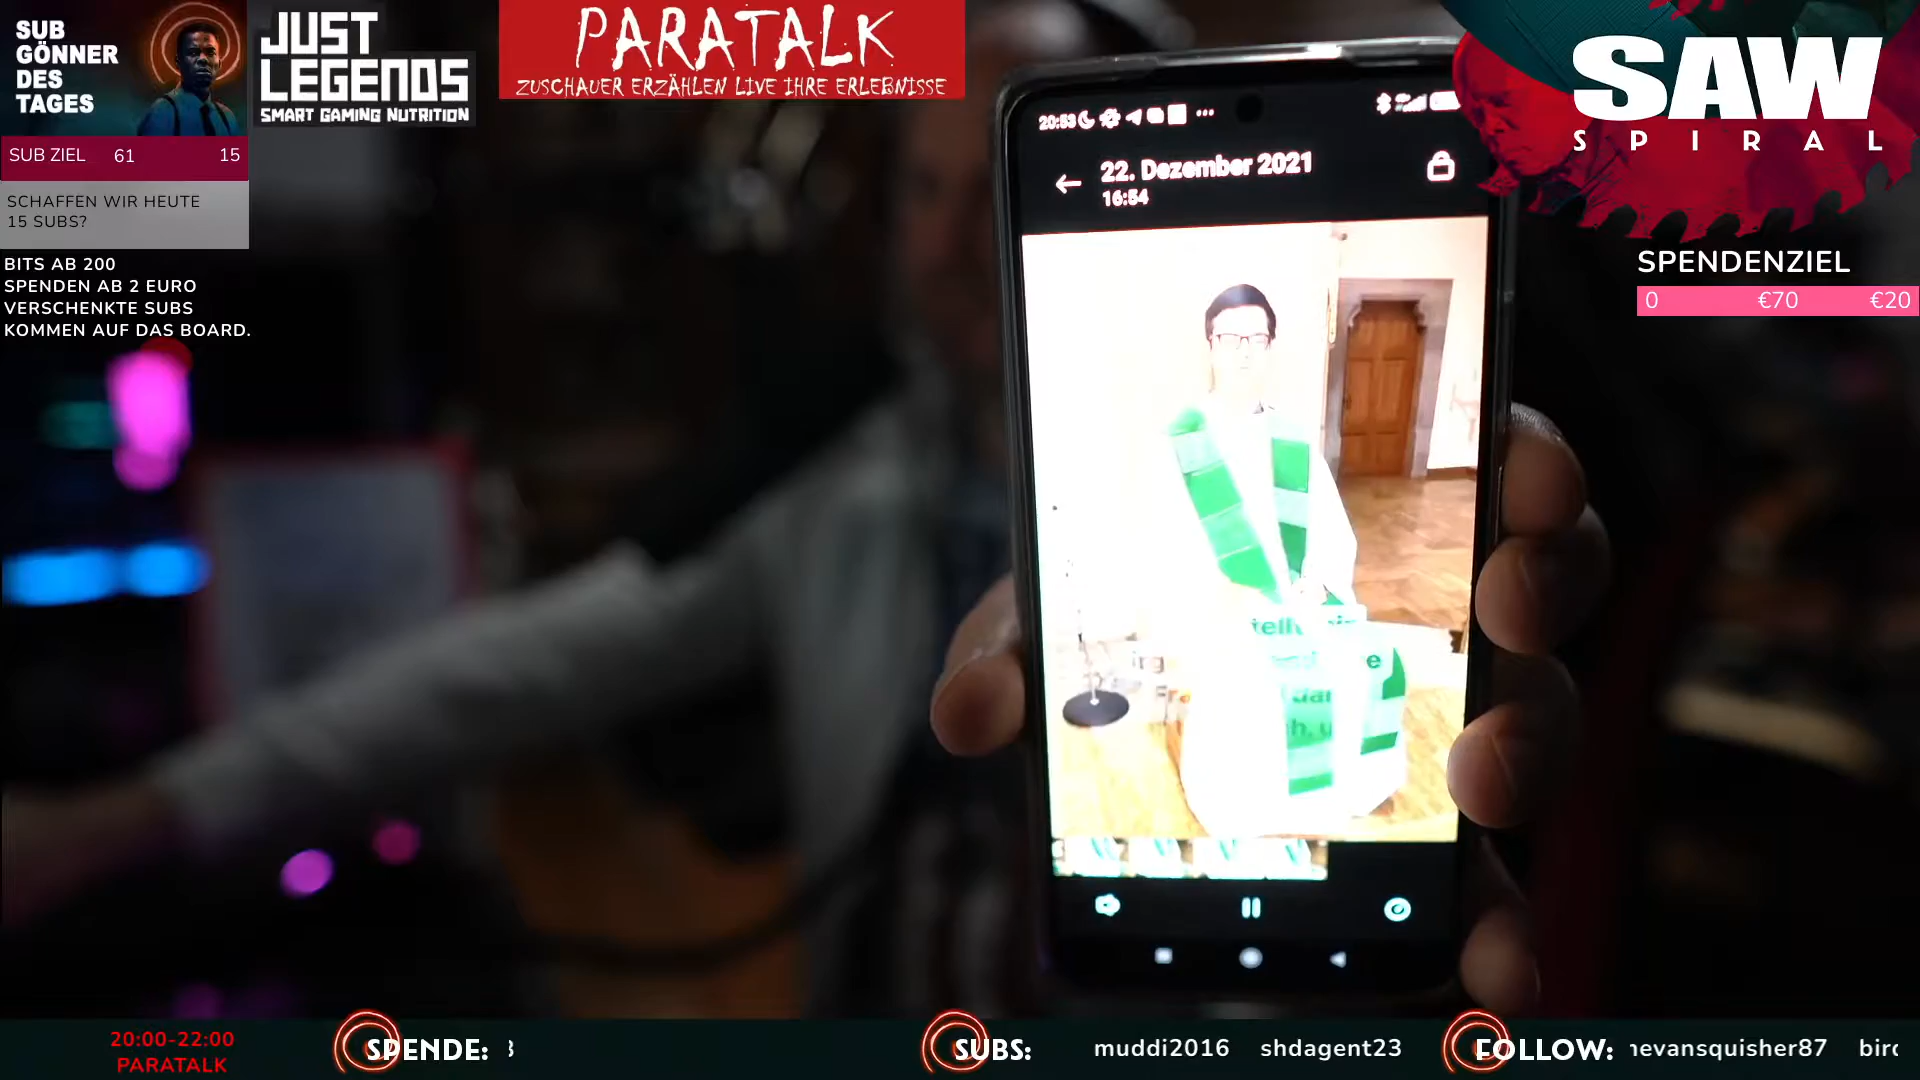 SUB
GÖNNER
DES
TAGES
JUST
LEGENDS
SMART GAMING NUTRITION
PARATALK
ZUSCHAUER ERZÄHLEN LIVE IHRE ERLEBNISSE
SAW
SPIRAL
SUB ZIEL 61 15
SCHAFFEN WIR HEUTE
15 SUBS?
BITS AB 200
SPENDEN AB 2 EURO
VERSCHENKTE SUBS
KOMMEN AUF DAS BOARD.
SPENDENZIEL
0 €70 €20
20:53
22. Dezember 2021
16:54
20:00-22:00
PARATALK
SPENDE:
SUBS: muddi2016 shdagent23
FOLLOW: nevansquisher87